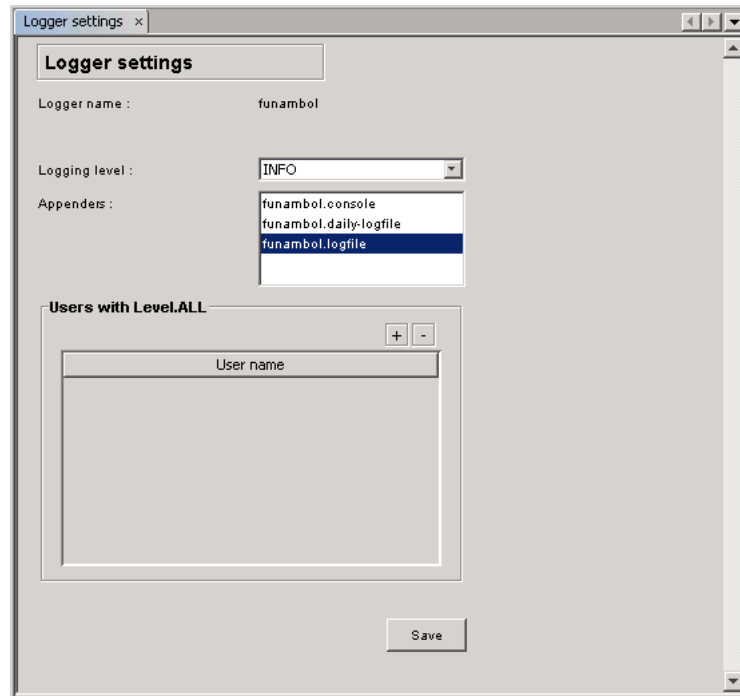 Logger settings ×
Logger settings
Logger name : funambol
Logging level : INFO
Appenders : funambol.console
funambol.daily-logfile
funambol.logfile
Users with Level.ALL
+ -
User name
Save